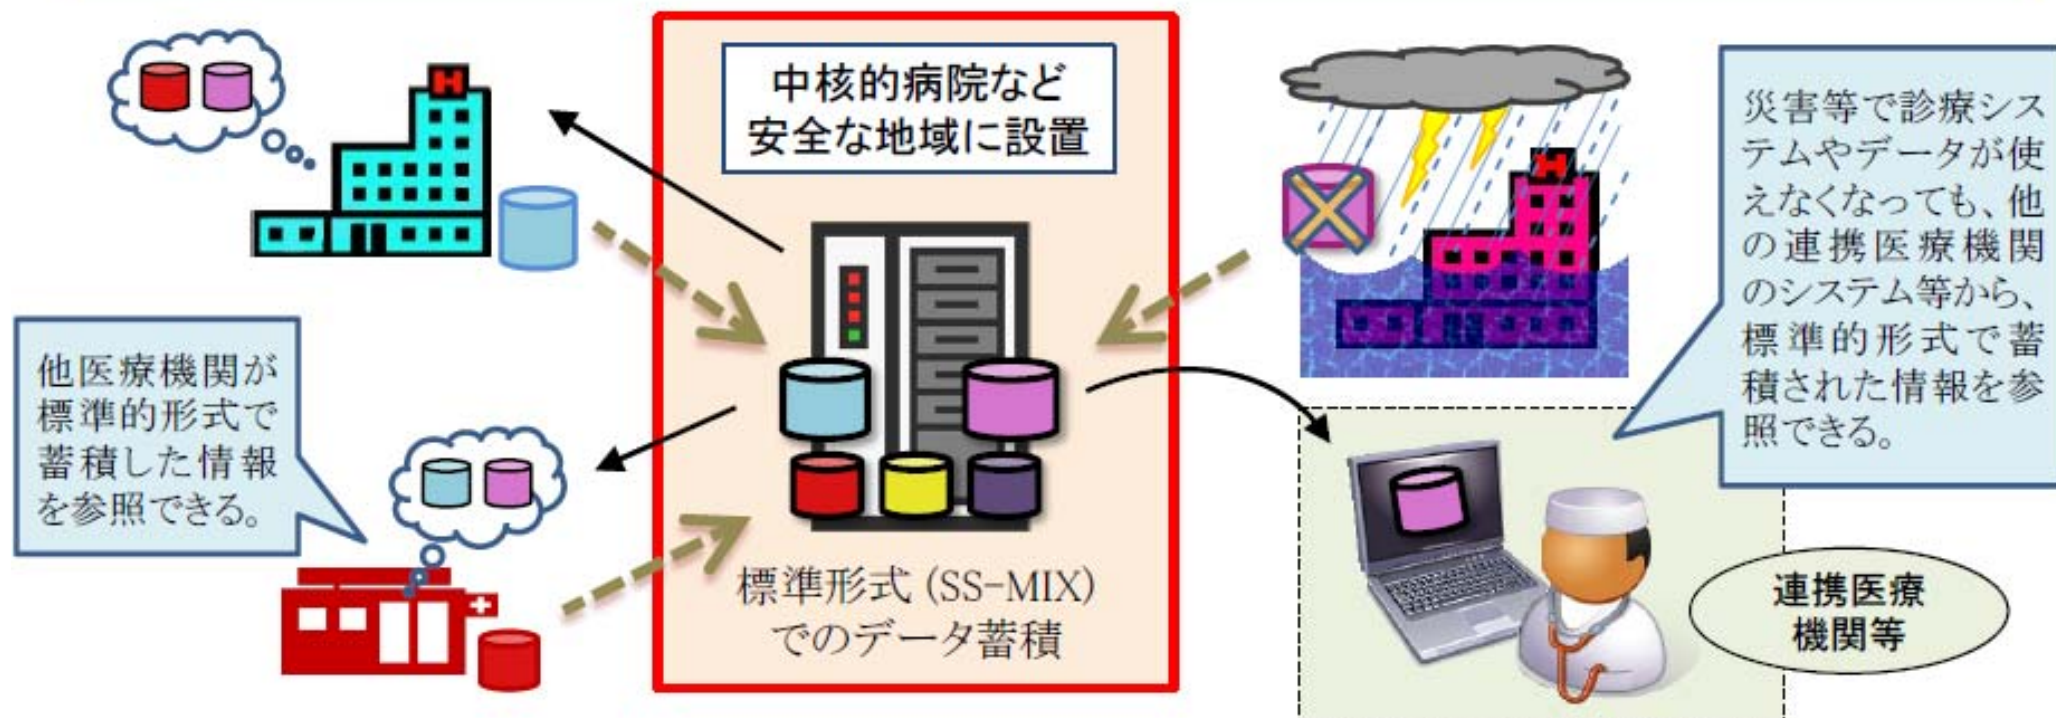 中核的病院など
安全な地域に設置
標準形式 (SS-MIX)
でのデータ蓄積
他医療機関が
標準的形式で
蓄積した情報
を参照できる。
災害等で診療シス
テムやデータが使
えなくなっても、他
の連携医療機関
のシステム等から、
標準的形式で蓄
積された情報を参
照できる。
連携医療
機関等
H
H